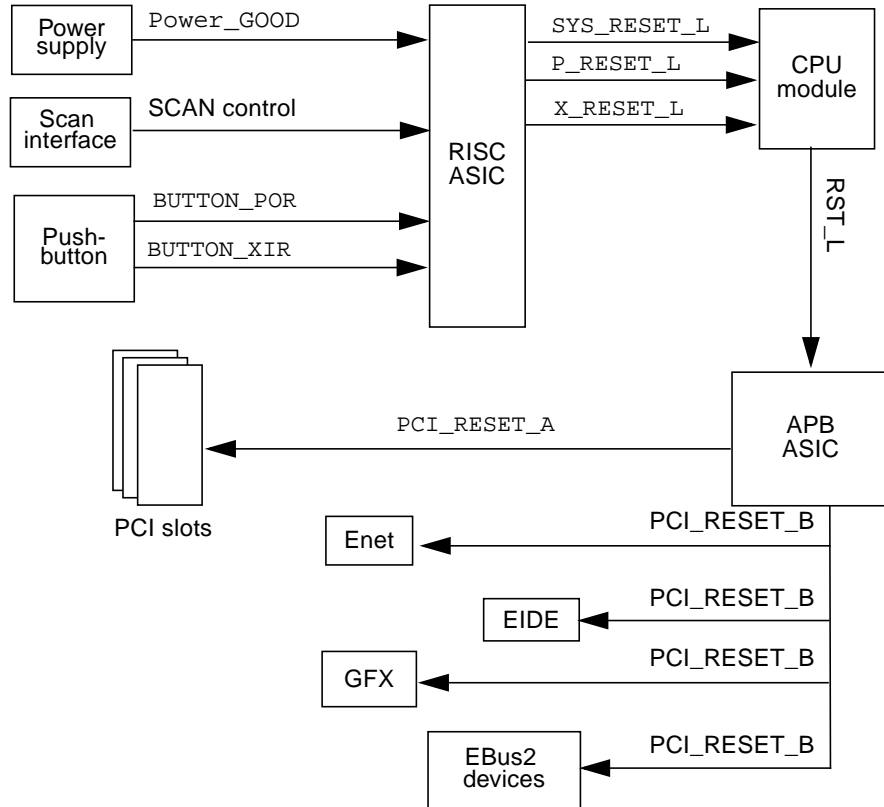 Power
supply
Power_GOOD
SYS_RESET_L
P_RESET_L
X_RESET_L
CPU
module
Scan
interface
SCAN control
RISC
ASIC
Push-
button
BUTTON_POR
BUTTON_XIR
RST_L
PCI_RESET_A
APB
ASIC
PCI slots
PCI_RESET_B
Enet
PCI_RESET_B
EIDE
PCI_RESET_B
GFX
PCI_RESET_B
EBus2
devices